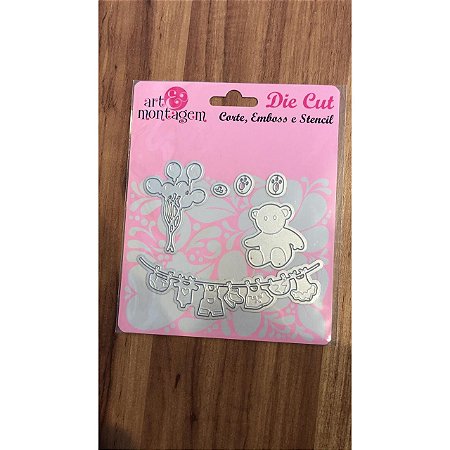 art
montagem
Die Cut
Corte, Emboss e Stencil